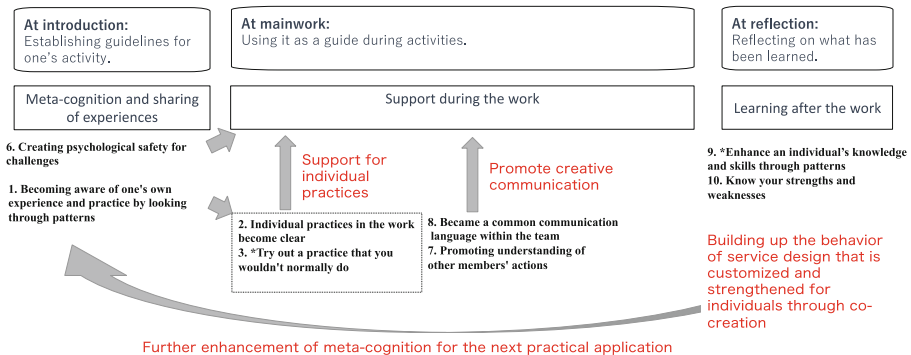 At introduction:
Establishing guidelines for
one's activity.
At mainwork:
Using it as a guide during activities.
At reflection:
Reflecting on what has
been learned.
Meta-cognition and sharing
of experiences
Support during the work
Learning after the work
6. Creating psychological safety for
challenges
1. Becoming aware of one's own
experience and practice by looking
through patterns
Support for
individual
practices
Promote creative
communication
2. Individual practices in the work
become clear
3. *Try out a practice that you
wouldn't normally do
8. Became a common communication
language within the team
7. Promoting understanding of
other members' actions
9. *Enhance an individual's knowledge
and skills through patterns
10. Know your strengths and
weaknesses
Building up the behavior
of service design that is
customized and
strengthened for
individuals through co-
creation
Further enhancement of meta-cognition for the next practical application